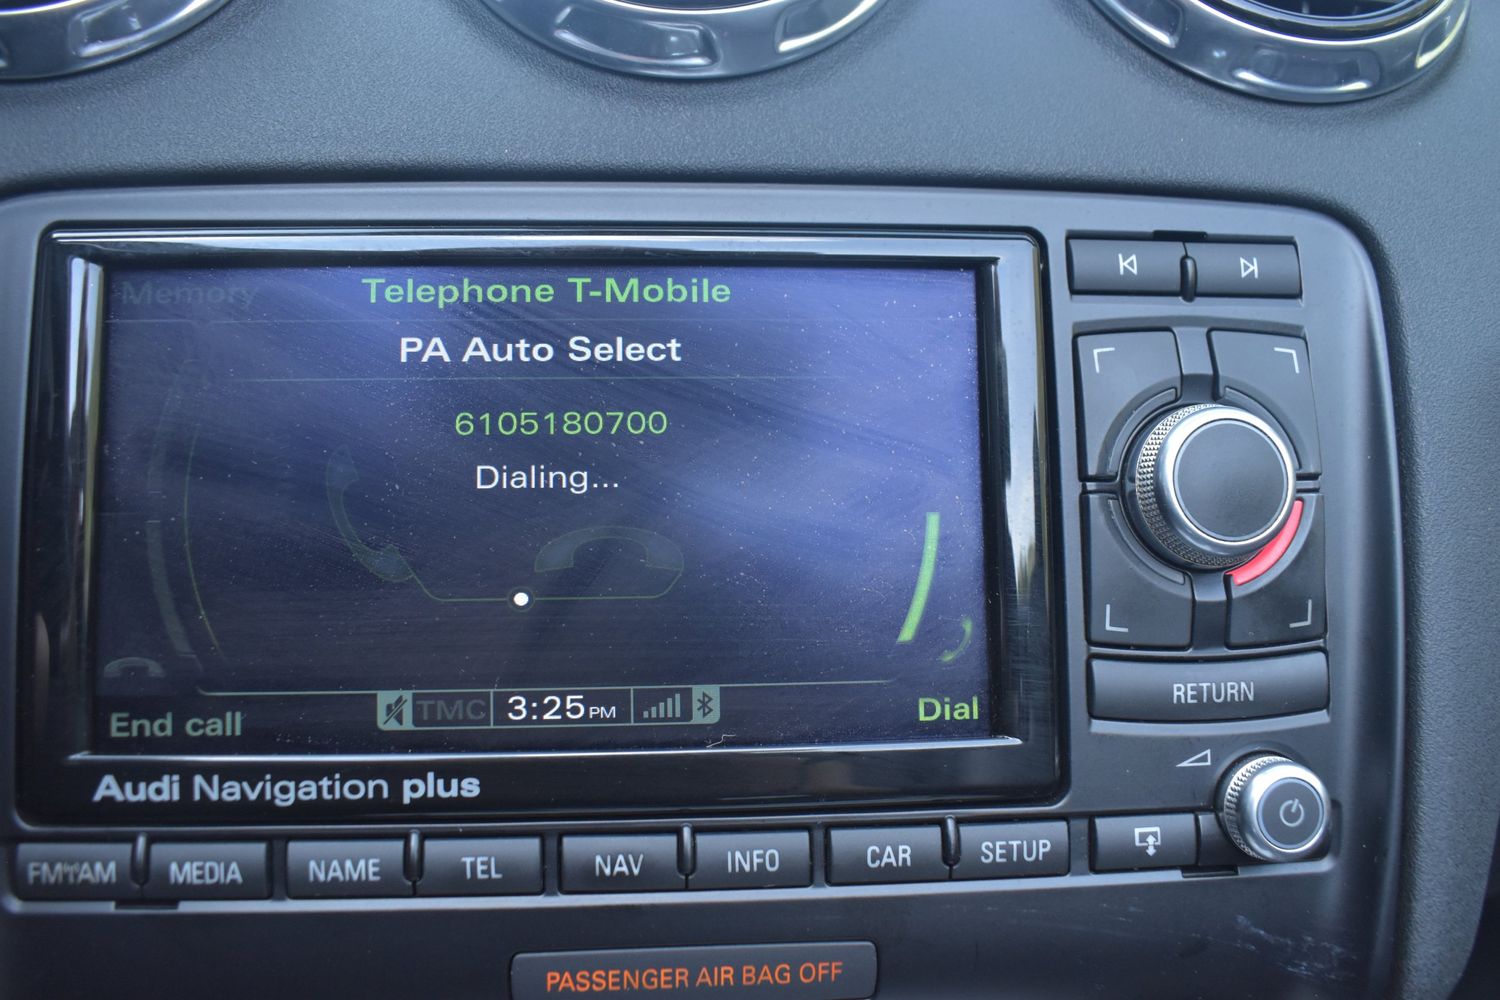 Memory
Telephone T-Mobile
PA Auto Select
6105180700
Dialing...
End call
TMC 3:25 PM
Dial
Audi Navigation plus
RETURN
FM/AM MEDIA NAME TEL NAV INFO CAR SETUP
PASSENGER AIR BAG OFF